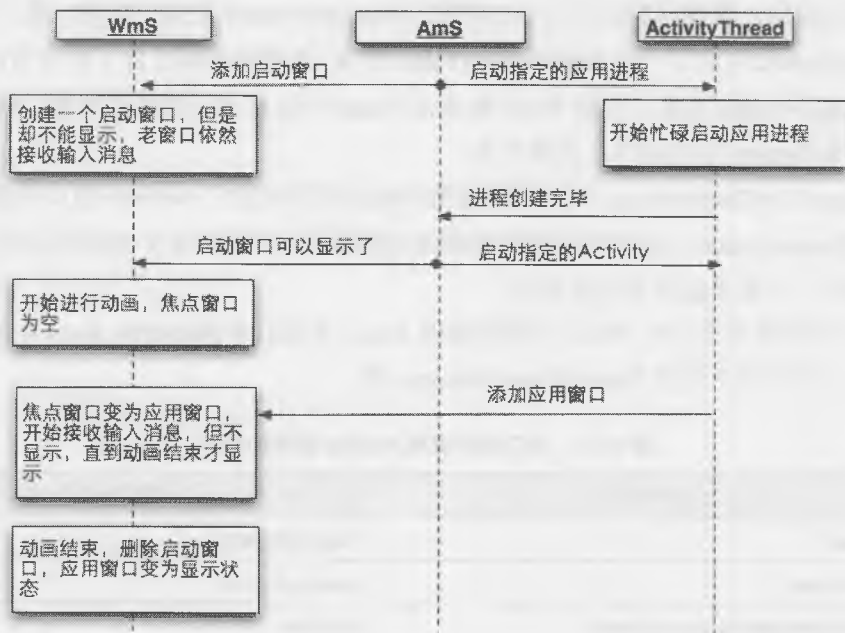 WmS
AmS
ActivityThread
添加启动窗口
启动指定的应用进程
创建一个启动窗口，但是
却不能显示，老窗口依然
接收输入消息
开始忙碌启动应用进程
进程创建完毕
启动窗口可以显示了
启动指定的Activity
开始进行动画，焦点窗口
为空
添加应用窗口
焦点窗口变为应用窗口，
开始接收输入消息，但不
显示，直到动画结束才显
示
动画结束，删除启动窗
口，应用窗口变为显示状
态